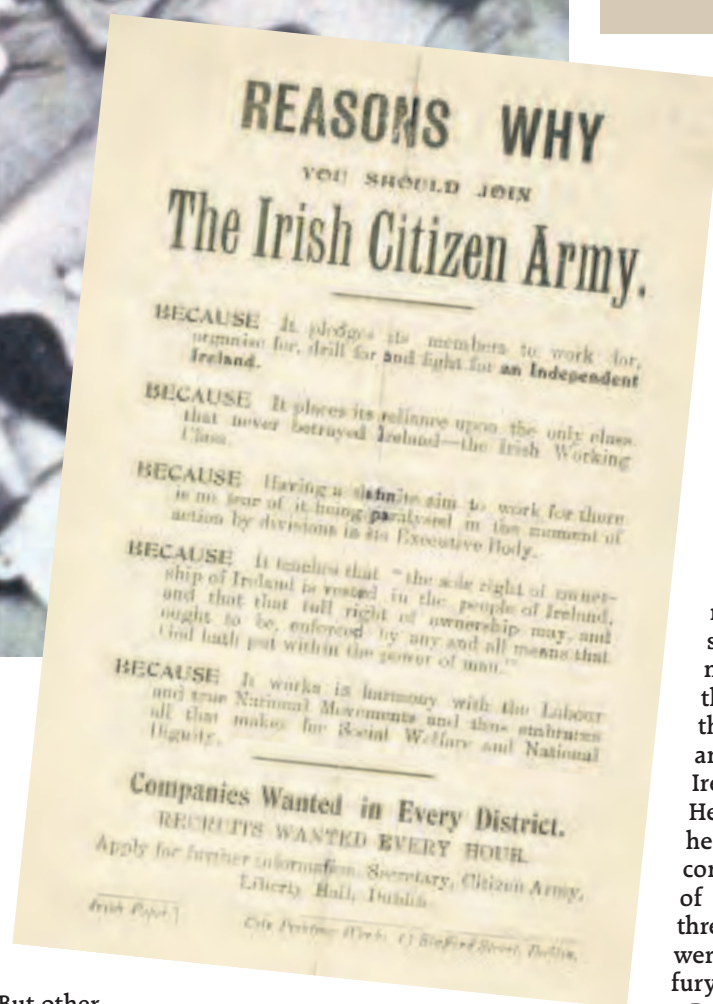 REASONS WHY
YOU SHOULD JOIN
The Irish Citizen Army.
BECAUSE It pledges its members to work for,
organise for, drill for and fight for an Independent
Ireland.
BECAUSE It places its reliance upon the only class
that never betrayed Ireland—the Irish Working
Class.
BECAUSE Having a definite aim to work for there
is no fear of it being paralysed in the moment of
action by divisions in its Executive Body.
BECAUSE It teaches that "the sole right of owner-
ship of Ireland is vested in the people of Ireland,
and that that full right of ownership may, and
ought to be, enforced by any and all means that
God hath put within the power of man."
BECAUSE It works in harmony with the Labour
and true National Movements and thus embraces
all that makes for Social Welfare and National
Dignity.
Companies Wanted in Every District.
RECRUITS WANTED EVERY HOUR.
Apply for further information, Secretary, Citizen Army,
Liberty Hall, Dublin.
Irish Paper]
Printing Works, Street, Dublin.
But other
He
of
were
fury